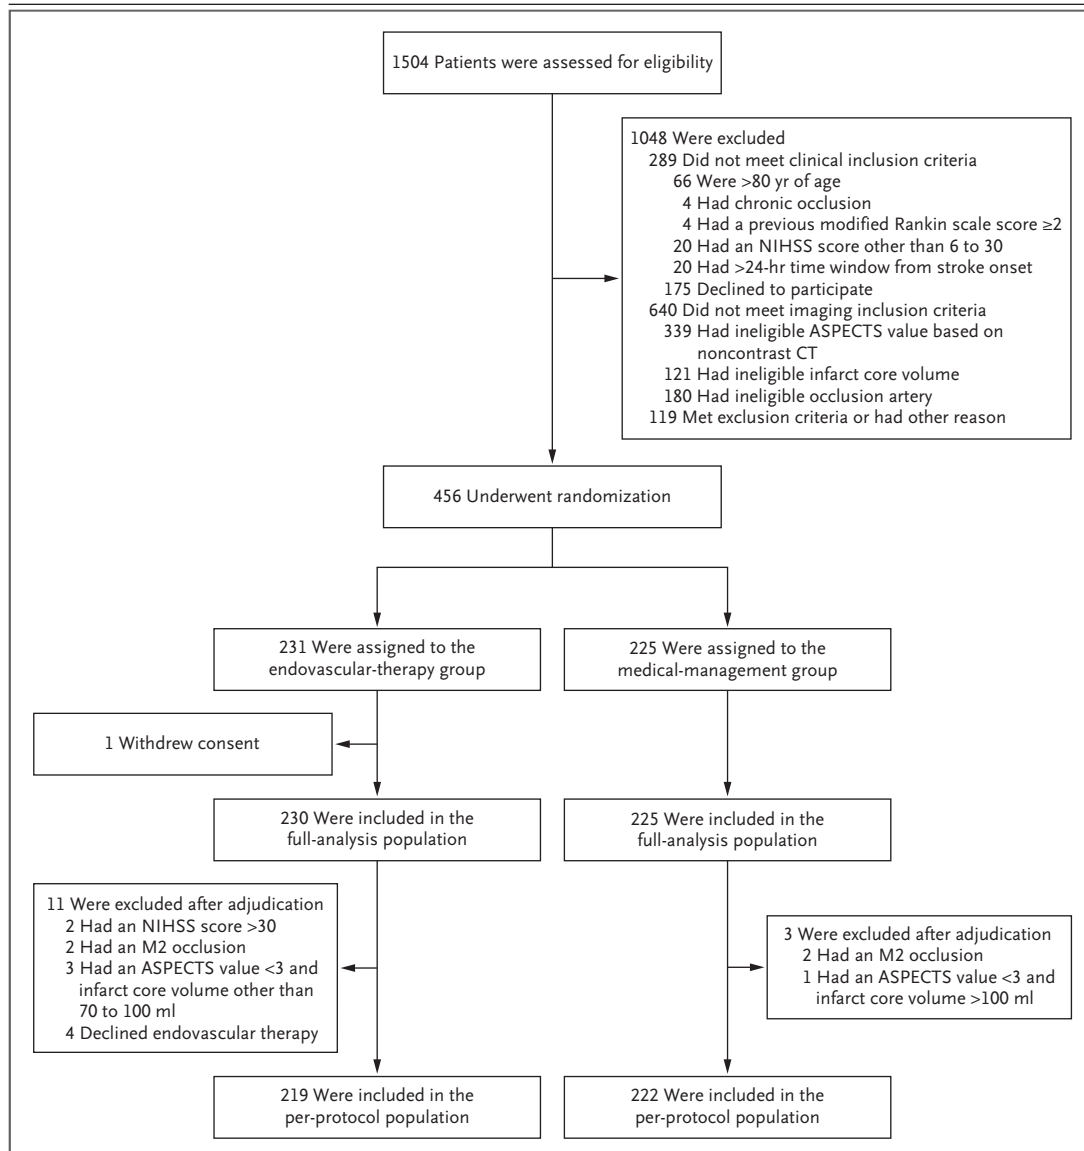 1504 Patients were assessed for eligibility
1048 Were excluded
289 Did not meet clinical inclusion criteria
66 Were >80 yr of age
4 Had chronic occlusion
4 Had a previous modified Rankin scale score ≥2
20 Had an NIHSS score other than 6 to 30
20 Had >24-hr time window from stroke onset
175 Declined to participate
640 Did not meet imaging inclusion criteria
339 Had ineligible ASPECTS value based on
noncontrast CT
121 Had ineligible infarct core volume
180 Had ineligible occlusion artery
119 Met exclusion criteria or had other reason
456 Underwent randomization
231 Were assigned to the
endovascular-therapy group
225 Were assigned to the
medical-management group
1 Withdrew consent
230 Were included in the
full-analysis population
225 Were included in the
full-analysis population
11 Were excluded after adjudication
2 Had an NIHSS score >30
2 Had an M2 occlusion
3 Had an ASPECTS value <3 and
infarct core volume other than
70 to 100 ml
4 Declined endovascular therapy
3 Were excluded after adjudication
2 Had an M2 occlusion
1 Had an ASPECTS value <3 and
infarct core volume >100 ml
219 Were included in the
per-protocol population
222 Were included in the
per-protocol population